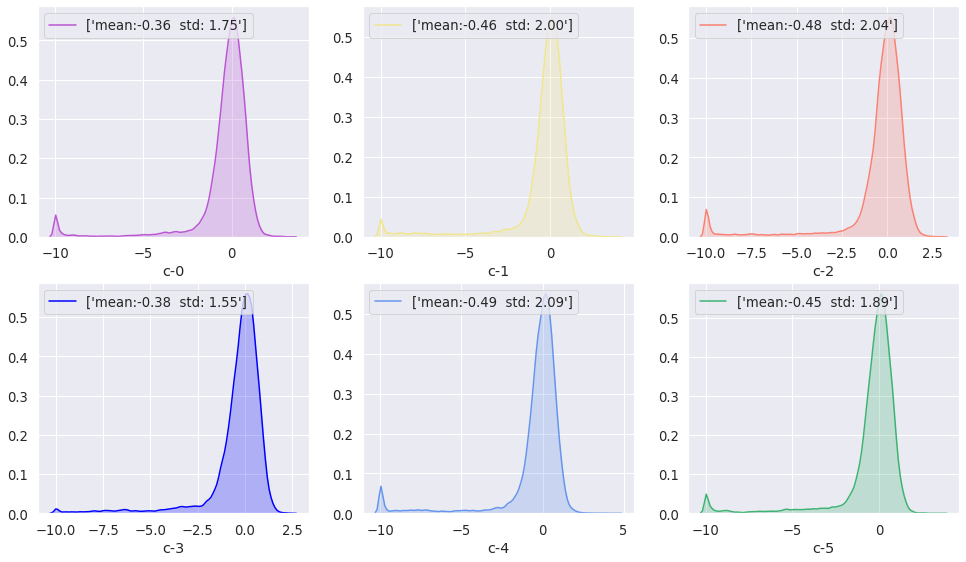 ['mean:-0.36  std: 1.75']
0.5
0.4
0.3
0.2
0.1
0.0
−10 −5 0
c-0
['mean:-0.46  std: 2.00']
0.5
0.4
0.3
0.2
0.1
0.0
−10 −5 0
c-1
['mean:-0.48  std: 2.04']
0.5
0.4
0.3
0.2
0.1
0.0
−10.0 −7.5 −5.0 −2.5 0.0 2.5
c-2
['mean:-0.38  std: 1.55']
0.5
0.4
0.3
0.2
0.1
0.0
−10.0 −7.5 −5.0 −2.5 0.0 2.5
c-3
['mean:-0.49  std: 2.09']
0.5
0.4
0.3
0.2
0.1
0.0
−10 −5 0 5
c-4
['mean:-0.45  std: 1.89']
0.5
0.4
0.3
0.2
0.1
0.0
−10 −5 0
c-5